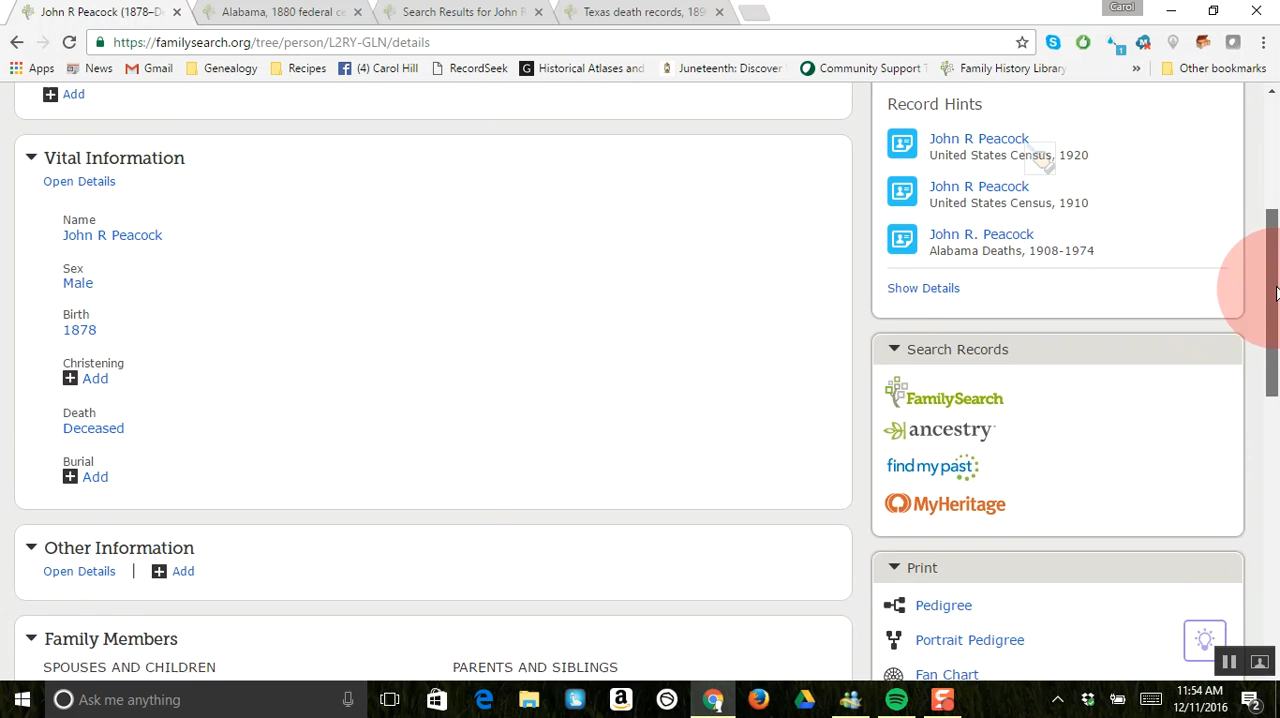 John R Peacock (1878–D
Alabama, 1880 federal ce
Search Results for John R
Texas death records, 189
Carol
https://familysearch.org/tree/person/L2RY-GLN/details
Apps
News
Gmail
Genealogy
Recipes
(4) Carol Hill
RecordSeek
Historical Atlases and
Juneteenth: Discover
Community Support T
Family History Library
»
Other bookmarks
Add
Vital Information
Open Details
Name
John R Peacock
Sex
Male
Birth
1878
Christening
Add
Death
Deceased
Burial
Add
Other Information
Open Details | Add
Family Members
SPOUSES AND CHILDREN
PARENTS AND SIBLINGS
Record Hints
John R Peacock
United States Census, 1920
John R Peacock
United States Census, 1910
John R. Peacock
Alabama Deaths, 1908-1974
Show Details
Search Records
FamilySearch
ancestry
findmypast
MyHeritage
Print
Pedigree
Portrait Pedigree
Fan Chart
Ask me anything
11:54 AM
12/11/2016
2